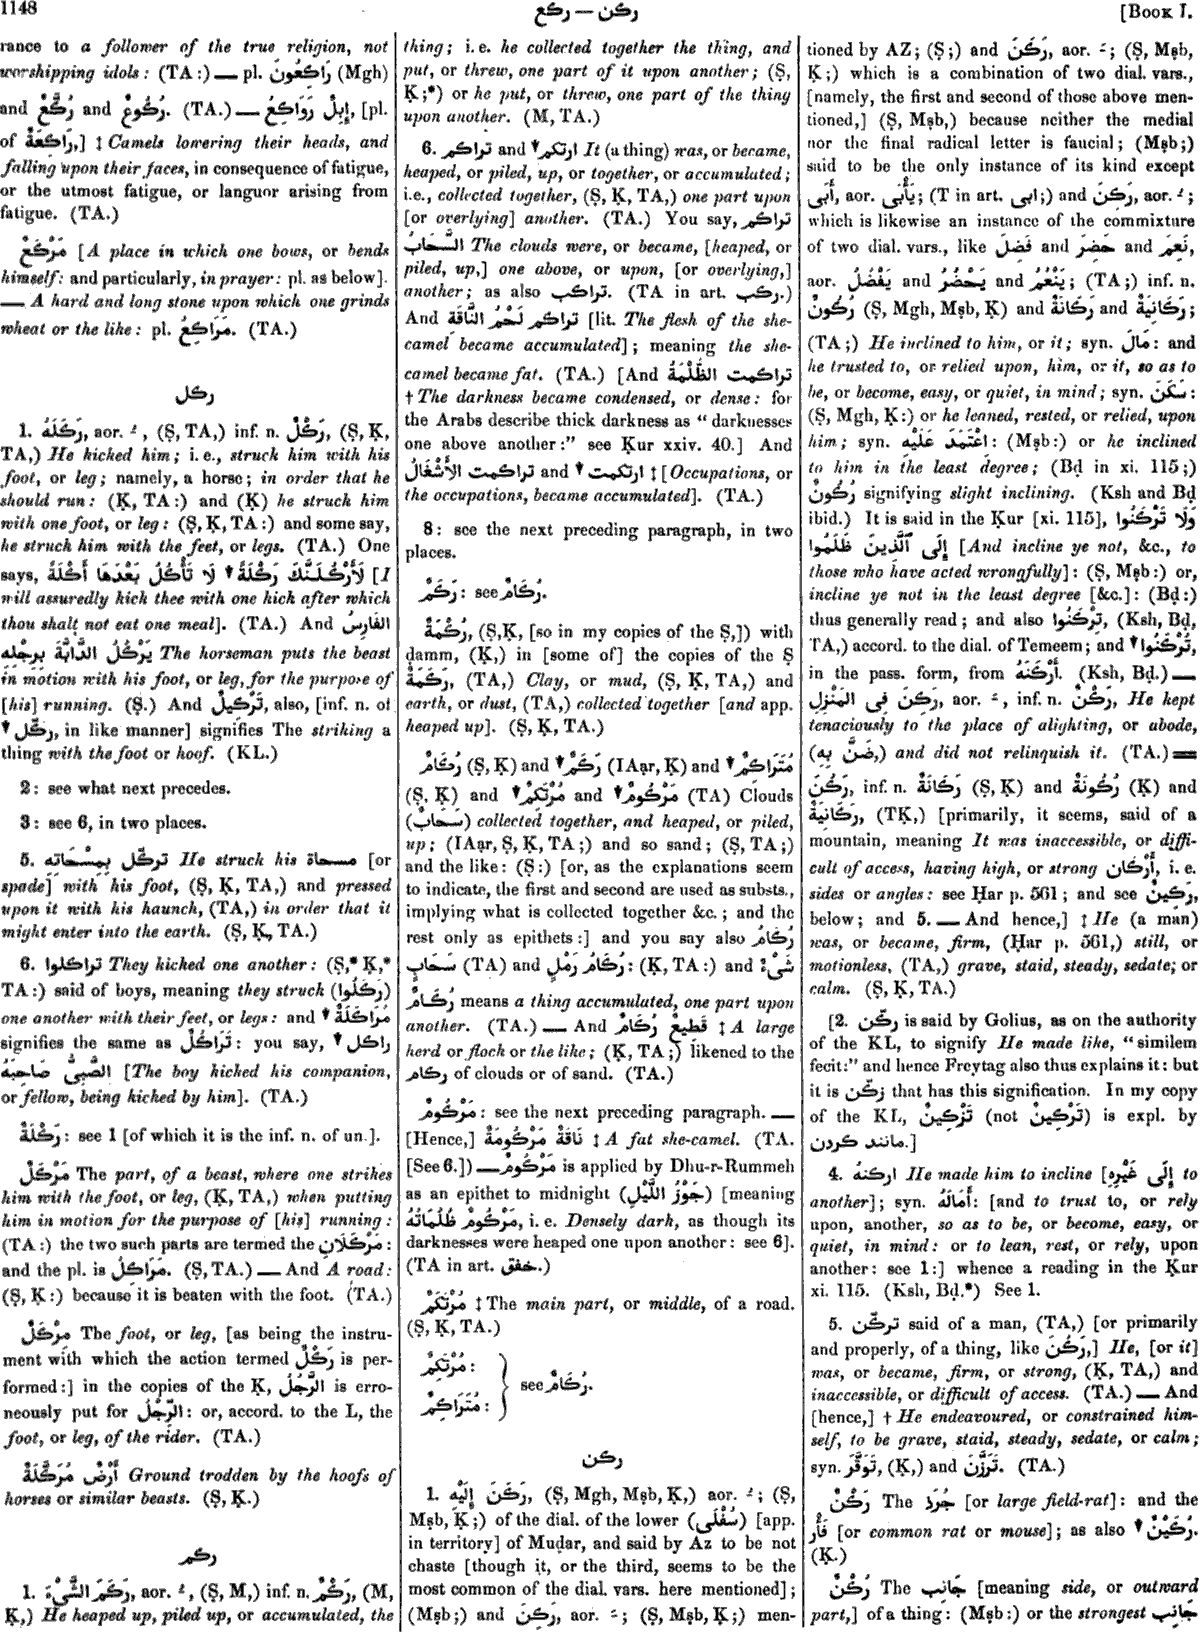 1148
ركن — ركع
[Book I.
rance to a follower of the true religion, not
worshipping idols: (TA:) — pl. رَاكِعُونَ (Mgh)
and رُكَّعٌ and رُكُوعٌ. (TA.) — إِبِلٌ رَوَاكِعُ, [pl.
of رَاكِعَةٌ,] ‡ Camels lowering their heads, and
falling upon their faces, in consequence of fatigue,
or the utmost fatigue, or languor arising from
fatigue. (TA.)
مَرْكَعٌ [A place in which one bows, or bends
himself: and particularly, in prayer: pl. as below].
— A hard and long stone upon which one grinds
wheat or the like: pl. مَرَاكِعُ. (TA.)
ركل
1. رَكَلَهُ, aor. ـُ, (Ṣ, TA,) inf. n. رَكْلٌ, (Ṣ, Ḳ,
TA,) He kicked him; i. e., struck him with his
foot, or leg; namely, a horse; in order that he
should run: (Ḳ, TA:) and (Ḳ) he struck him
with one foot, or leg: (Ṣ, Ḳ, TA:) and some say,
he struck him with the feet, or legs. (TA.) One
says, لَأَرْكُلَنَّكَ رَكْلَةً ▼ لَا تَأْكُلُ بَعْدَهَا أَكْلَةً [I
will assuredly kick thee with one kick after which
thou shalt not eat one meal]. (TA.) And الفَارِسُ
يَرْكُلُ الدَّابَّةَ بِرِجْلِهِ The horseman puts the beast
in motion with his foot, or leg, for the purpose of
[his] running. (Ṣ.) And تَرْكِيلٌ, also, [inf. n. of
▼ ركّل, in like manner] signifies The striking a
thing with the foot or hoof. (KL.)
2: see what next precedes.
3: see 6, in two places.
5. تركّل بِمِسْحَاتِهِ He struck his مسحاة [or
spade] with his foot, (Ṣ, Ḳ, TA,) and pressed
upon it with his haunch, (TA,) in order that it
might enter into the earth. (Ṣ, Ḳ, TA.)
6. تراكلوا They kicked one another: (Ṣ,* Ḳ,*
TA:) said of boys, meaning they struck (رَكَلُوا)
one another with their feet, or legs: and ▼ مُرَاكَلَةٌ
signifies the same as تَرَاكُلٌ: you say, ▼ راكل
الصَّبِىُّ صَاحِبَهُ [The boy kicked his companion,
or fellow, being kicked by him]. (TA.)
رَكْلَةٌ: see 1 [of which it is the inf. n. of un.].
مَرْكَلٌ The part, of a beast, where one strikes
him with the foot, or leg, (Ḳ, TA,) when putting
him in motion for the purpose of [his] running:
(TA:) the two such parts are termed the مَرْكَلَانِ:
and the pl. is مَرَاكِلُ. (Ṣ, TA.) — And A road:
(Ṣ, Ḳ:) because it is beaten with the foot. (TA.)
مِرْكَلٌ The foot, or leg, [as being the instru-
ment with which the action termed رَكْلٌ is per-
formed:] in the copies of the Ḳ, الرَّجُلُ is erro-
neously put for الرِّجْلُ: or, accord. to the L, the
foot, or leg, of the rider. (TA.)
أَرْضٌ مُرَكَّلَةٌ Ground trodden by the hoofs of
horses or similar beasts. (Ṣ, Ḳ.)
ركم
1. رَكَمَ الشَّىْءَ, aor. ـُ, (Ṣ, M,) inf. n. رَكْمٌ, (M,
Ḳ,) He heaped up, piled up, or accumulated, the
thing; i. e. he collected together the thing, and
put, or threw, one part of it upon another; (Ṣ,
Ḳ;*) or he put, or threw, one part of the thing
upon another. (M, TA.)
6. تراكم and ▼ ارتكم It (a thing) was, or became,
heaped, or piled, up, or together, or accumulated;
i.e., collected together, (Ṣ, Ḳ, TA,) one part upon
[or overlying] another. (TA.) You say, تراكم
السَّحَابُ The clouds were, or became, [heaped, or
piled, up,] one above, or upon, [or overlying,]
another; as also تراكب. (TA in art. ركب.)
And تراكم لَحْمُ النَّاقَةِ [lit. The flesh of the she-
camel became accumulated]; meaning the she-
camel became fat. (TA.) [And تراكمت الظُّلْمَةُ
† The darkness became condensed, or dense: for
the Arabs describe thick darkness as “darknesses
one above another:” see Ḳur xxiv. 40.] And
تراكمت الأَشْغَالُ and ▼ ارتكمت ‡ [Occupations, or
the occupations, became accumulated]. (TA.)
8: see the next preceding paragraph, in two
places.
رَكَمٌ: see رُكَامٌ.
رُكْمَةٌ, (Ṣ, Ḳ, [so in my copies of the Ṣ,]) with
damm, (Ḳ,) in [some of] the copies of the Ṣ
رَكَمَةٌ, (TA,) Clay, or mud, (Ṣ, Ḳ, TA,) and
earth, or dust, (TA,) collected together [and app.
heaped up]. (Ṣ, Ḳ, TA.)
رُكَامٌ (Ṣ, Ḳ) and ▼ رَكَمٌ (IAạr, Ḳ) and ▼ مُتَرَاكِمٌ
(Ṣ, Ḳ) and ▼ مُرْتَكِمٌ and ▼ مَرْكُومٌ (TA) Clouds
(سَحَابٌ) collected together, and heaped, or piled,
up; (IAạr, Ṣ, Ḳ, TA;) and so sand; (Ṣ, TA;)
and the like: (Ṣ:) [or, as the explanations seem
to indicate, the first and second are used as substs.,
implying what is collected together &c.; and the
rest only as epithets:] and you say also رُكَامُ
سَحَابٍ (TA) and رُكَامُ رَمْلٍ: (Ḳ, TA:) and شَىْءٌ
رُكَامٌ means a thing accumulated, one part upon
another. (TA.) — And قَطِيعٌ رُكَامٌ ‡ A large
herd or flock or the like; (Ḳ, TA;) likened to the
ركام of clouds or of sand. (TA.)
مَرْكُومٌ: see the next preceding paragraph. —
[Hence,] نَاقَةٌ مَرْكُومَةٌ ‡ A fat she-camel. (TA.
[See 6.]) — مَرْكُومٌ is applied by Dhu-r-Rummeh
as an epithet to midnight (جَوْزُ اللَّيْلِ) [meaning
مَرْكُومٌ ظُلُمَاتُهُ, i. e. Densely dark, as though its
darknesses were heaped one upon another: see 6].
(TA in art. خفق.)
مُرْتَكَمٌ ‡ The main part, or middle, of a road.
(Ṣ, Ḳ, TA.)
مُرْتَكِمٌ:
see رُكَامٌ.
مُتَرَاكِمٌ:
ركن
1. رَكَنَ إِلَيْهِ, (Ṣ, Mgh, Mṣb, Ḳ,) aor. ـُ; (Ṣ,
Mṣb, Ḳ;) of the dial. of the lower (سُفْلَى) [app.
in territory] of Muḍar, and said by Az to be not
chaste [though it, or the third, seems to be the
most common of the dial. vars. here mentioned];
(Mṣb;) and رَكِنَ, aor. ـَ; (Ṣ, Mṣb, Ḳ;) men-
tioned by AZ; (Ṣ;) and رَكَنَ, aor. ـَ; (Ṣ, Mṣb,
Ḳ;) which is a combination of two dial. vars.,
[namely, the first and second of those above men-
tioned,] (Ṣ, Mṣb,) because neither the medial
nor the final radical letter is faucial; (Mṣb;)
said to be the only instance of its kind except
أَبَى, aor. يَأْبَى; (T in art. ابى;) and رَكِنَ, aor. ـُ;
which is likewise an instance of the commixture
of two dial. vars., like فَضِلَ and حَضِرَ and نَعِمَ,
aor. يَفْضُلُ and يَحْضُرُ and يَنْعُمُ; (TA;) inf. n.
رُكُونٌ (Ṣ, Mgh, Mṣb, Ḳ) and رَكَانَةٌ and رَكَانِيَةٌ;
(TA;) He inclined to him, or it; syn. مَالَ: and
he trusted to, or relied upon, him, or it, so as to
be, or become, easy, or quiet, in mind; syn. سَكَنَ:
(Ṣ, Mgh, Ḳ:) or he leaned, rested, or relied, upon
him; syn. اِعْتَمَدَ عَلَيْهِ: (Mṣb:) or he inclined
to him in the least degree; (Bḍ in xi. 115;)
رُكُونٌ signifying slight inclining. (Ksh and Bḍ
ibid.) It is said in the Ḳur [xi. 115], وَلَا تَرْكَنُوا
إِلَى ٱلَّذِينَ ظَلَمُوا [And incline ye not, &c., to
those who have acted wrongfully]: (Ṣ, Mṣb:) or,
incline ye not in the least degree [&c.]: (Bḍ:)
thus generally read; and also تِرْكَنُوا, (Ksh, Bḍ,
TA,) accord. to the dial. of Temeem; and ▼ تُرْكَنُوا,
in the pass. form, from أَرْكَنَهُ. (Ksh, Bḍ.) —
رَكِنَ فِى المَنْزِلِ, aor. ـَ, inf. n. رَكْنٌ, He kept
tenaciously to the place of alighting, or abode,
(ضَنَّ بِهِ,) and did not relinquish it. (TA.) ══
رَكُنَ, inf. n. رَكَانَةٌ (Ṣ, Ḳ) and رُكُونَةٌ (Ḳ) and
رَكَانِيَةٌ, (TḲ,) [primarily, it seems, said of a
mountain, meaning It was inaccessible, or diffi-
cult of access, having high, or strong أَرْكَان, i. e.
sides or angles: see Ḥar p. 561; and see رَكِينٌ,
below; and 5. — And hence,] ‡ He (a man)
was, or became, firm, (Ḥar p. 561,) still, or
motionless, (TA,) grave, staid, steady, sedate; or
calm. (Ṣ, Ḳ, TA.)
[2. ركّن is said by Golius, as on the authority
of the KL, to signify He made like, “similem
fecit:” and hence Freytag also thus explains it: but
it is زكّن that has this signification. In my copy
of the KL, تَزْكِينٌ (not تَرْكِينٌ) is expl. by
مانند كردن.]
4. اركنهُ He made him to incline [إِلَى غَيْرِهِ to
another]; syn. أَمَالَهُ: [and to trust to, or rely
upon, another, so as to be, or become, easy, or
quiet, in mind: or to lean, rest, or rely, upon
another: see 1:] whence a reading in the Ḳur
xi. 115. (Ksh, Bḍ.*) See 1.
5. تركّن said of a man, (TA,) [or primarily
and properly, of a thing, like رَكُنَ,] He, [or it]
was, or became, firm, or strong, (Ḳ, TA,) and
inaccessible, or difficult of access. (TA.) — And
[hence,] † He endeavoured, or constrained him-
self, to be grave, staid, steady, sedate, or calm;
syn. تَوَقَّرَ, (Ḳ,) and تَرَزَّنَ. (TA.)
رَكْنٌ The جُرَذ [or large field-rat]: and the
فَأْر [or common rat or mouse]; as also ▼ رُكَيْنٌ.
(Ḳ.)
رُكْنٌ The جَانِب [meaning side, or outward
part,] of a thing: (Mṣb:) or the strongest جَانِب